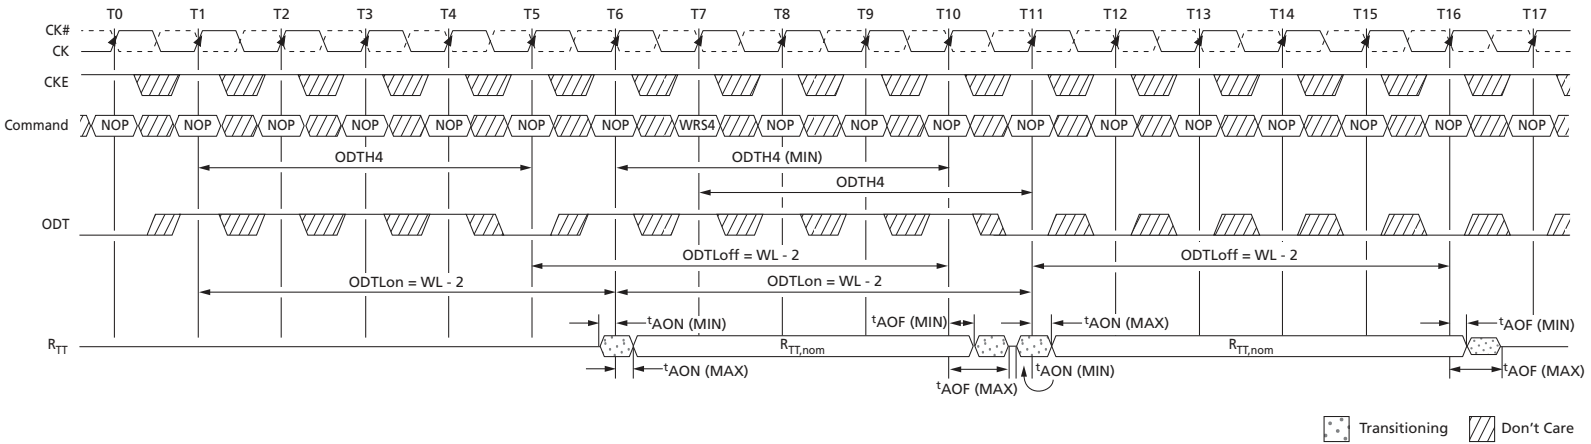 T0 T1 T2 T3 T4 T5 T6 T7 T8 T9 T10 T11 T12 T13 T14 T15 T16 T17
CK#
CK
CKE
Command NOP NOP NOP NOP NOP NOP NOP WRS4 NOP NOP NOP NOP NOP NOP NOP NOP NOP NOP
ODTH4 ODTH4 (MIN)
ODTH4
ODT
ODTLoff = WL - 2 ODTLoff = WL - 2
ODTLon = WL - 2 ODTLon = WL - 2
tAON (MIN) tAOF (MIN) tAON (MAX) tAOF (MIN)
RTT RTT,nom RTT,nom
tAON (MAX) tAON (MIN) tAOF (MAX)
tAOF (MAX)
Transitioning Don't Care